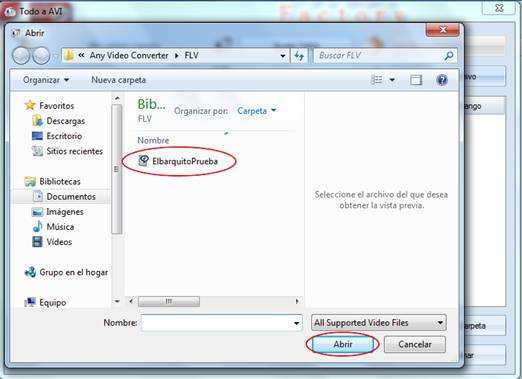 Todo a AVI
Factory
Abrir
« Any Video Converter ▸ FLV
Buscar FLV
Organizar
Nueva carpeta
Favoritos
Descargas
Escritorio
Sitios recientes
Bibliotecas
Documentos
Imágenes
Música
Vídeos
Grupo en el hogar
Equipo
Bib...
FLV
Organizar por: Carpeta
Nombre
ElbarquitoPrueba
Seleccione el archivo del que desea
obtener la vista previa.
Nombre:
All Supported Video Files
Abrir
Cancelar